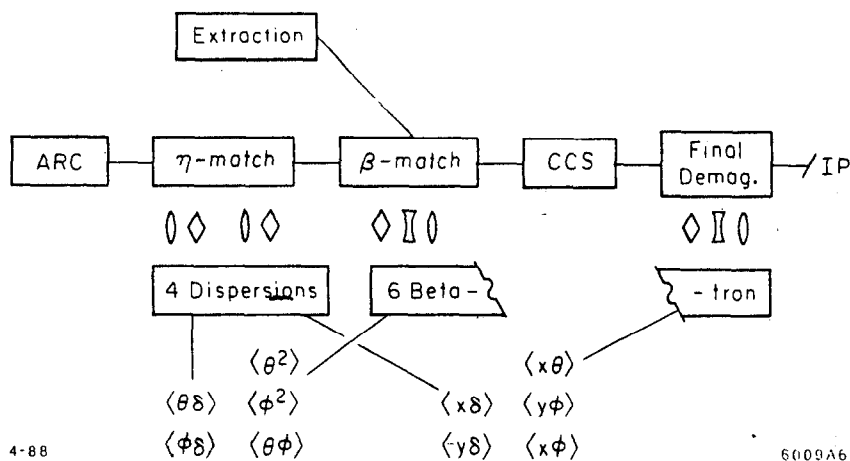 Extraction
ARC
η-match
β-match
CCS
Final
Demag.
IP
4 Dispersions
6 Beta-
-tron
⟨θ²⟩
⟨xθ⟩
⟨θδ⟩
⟨φ²⟩
⟨xδ⟩
⟨yφ⟩
⟨φδ⟩
⟨θφ⟩
⟨yδ⟩
⟨xφ⟩
4-88
6009A6